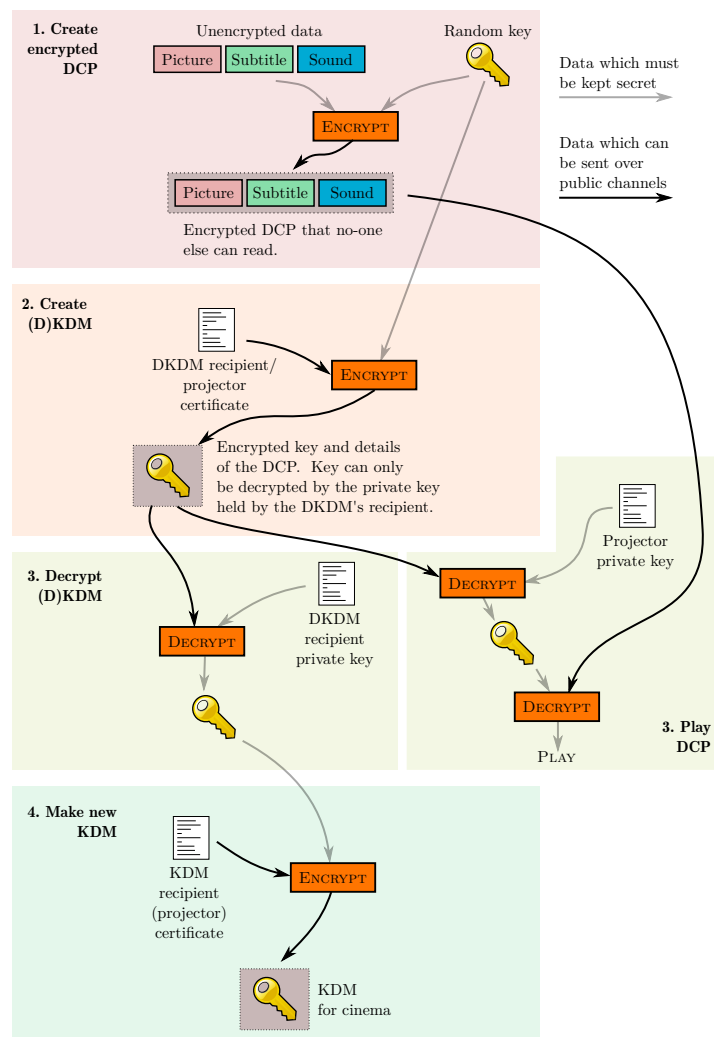 1. Create
encrypted
DCP
Unencrypted data
Picture
Subtitle
Sound
Random key
ENCRYPT
Picture
Subtitle
Sound
Encrypted DCP that no-one
else can read.
Data which must
be kept secret
Data which can
be sent over
public channels
2. Create
(D)KDM
DKDM recipient/
projector
certificate
ENCRYPT
Encrypted key and details
of the DCP. Key can only
be decrypted by the private key
held by the DKDM's recipient.
3. Decrypt
(D)KDM
DKDM
recipient
private key
DECRYPT
Projector
private key
DECRYPT
DECRYPT
PLAY
3. Play
DCP
4. Make new
KDM
KDM
recipient
(projector)
certificate
ENCRYPT
KDM
for cinema